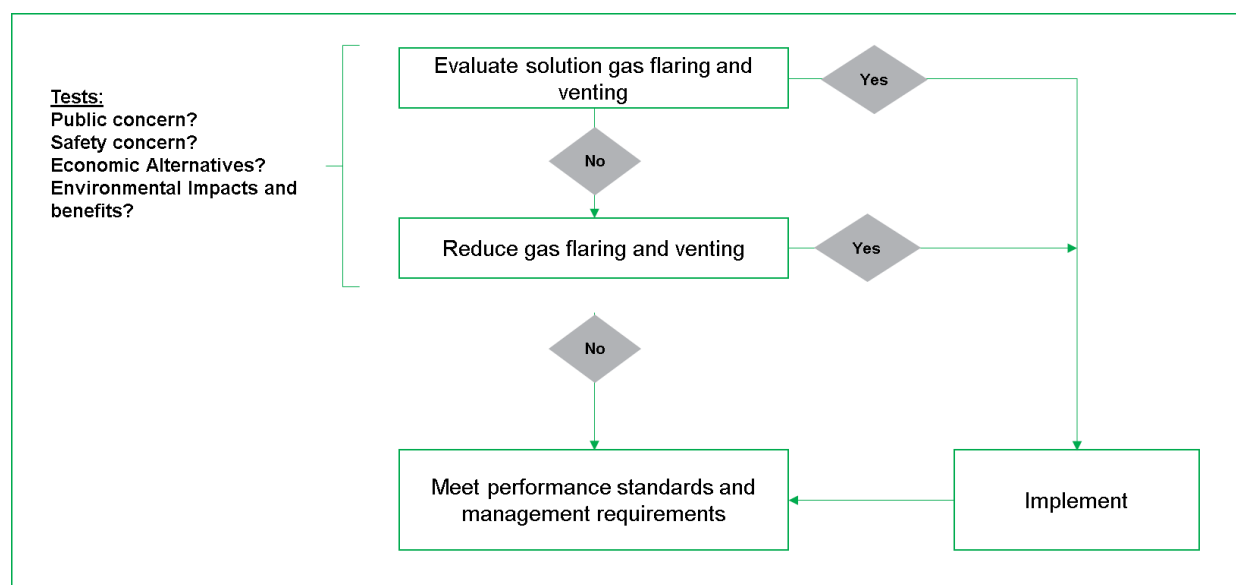 Tests:
Public concern?
Safety concern?
Economic Alternatives?
Environmental Impacts and
benefits?
Evaluate solution gas flaring and
venting
Yes
No
Reduce gas flaring and venting
Yes
No
Meet performance standards and
management requirements
Implement